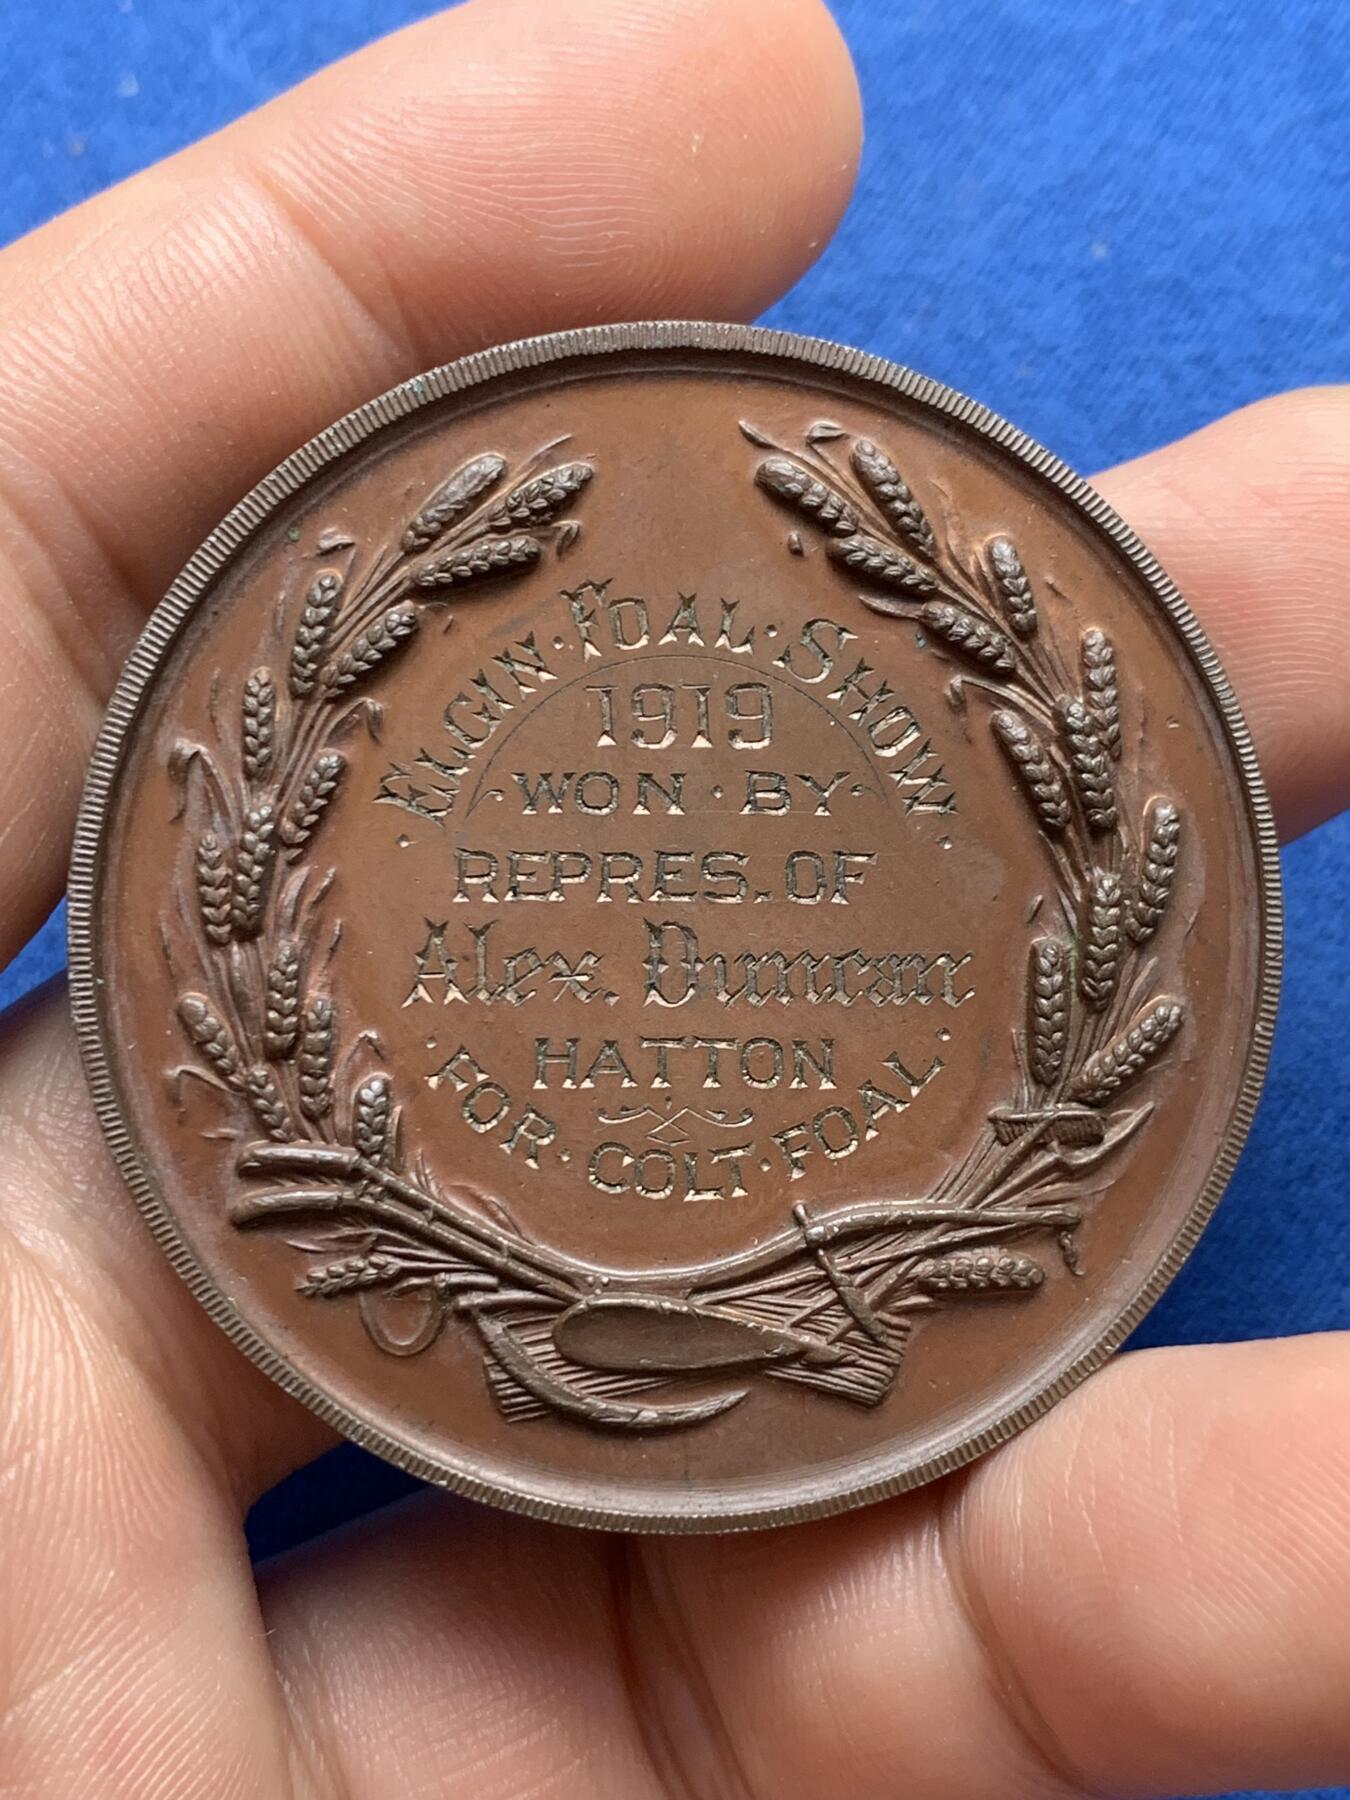 ELGIN · FOAL · SHOW
1919
· WON · BY ·
REPRES. OF
Alex. Duncan
HATTON
· FOR · COLT · FOAL ·